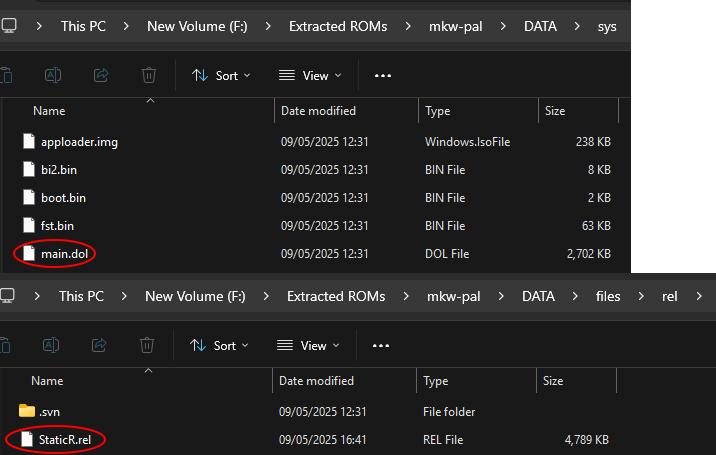 This PC > New Volume (F:) > Extracted ROMs > mkw-pal > DATA > sys
Sort View •••
Name Date modified Type Size
apploader.img 09/05/2025 12:31 Windows.IsoFile 238 KB
bi2.bin 09/05/2025 12:31 BIN File 8 KB
boot.bin 09/05/2025 12:31 BIN File 2 KB
fst.bin 09/05/2025 12:31 BIN File 63 KB
main.dol 09/05/2025 12:31 DOL File 2,702 KB
This PC > New Volume (F:) > Extracted ROMs > mkw-pal > DATA > files > rel >
Sort View •••
Name Date modified Type Size
.svn 09/05/2025 12:31 File folder
StaticR.rel 09/05/2025 16:41 REL File 4,789 KB